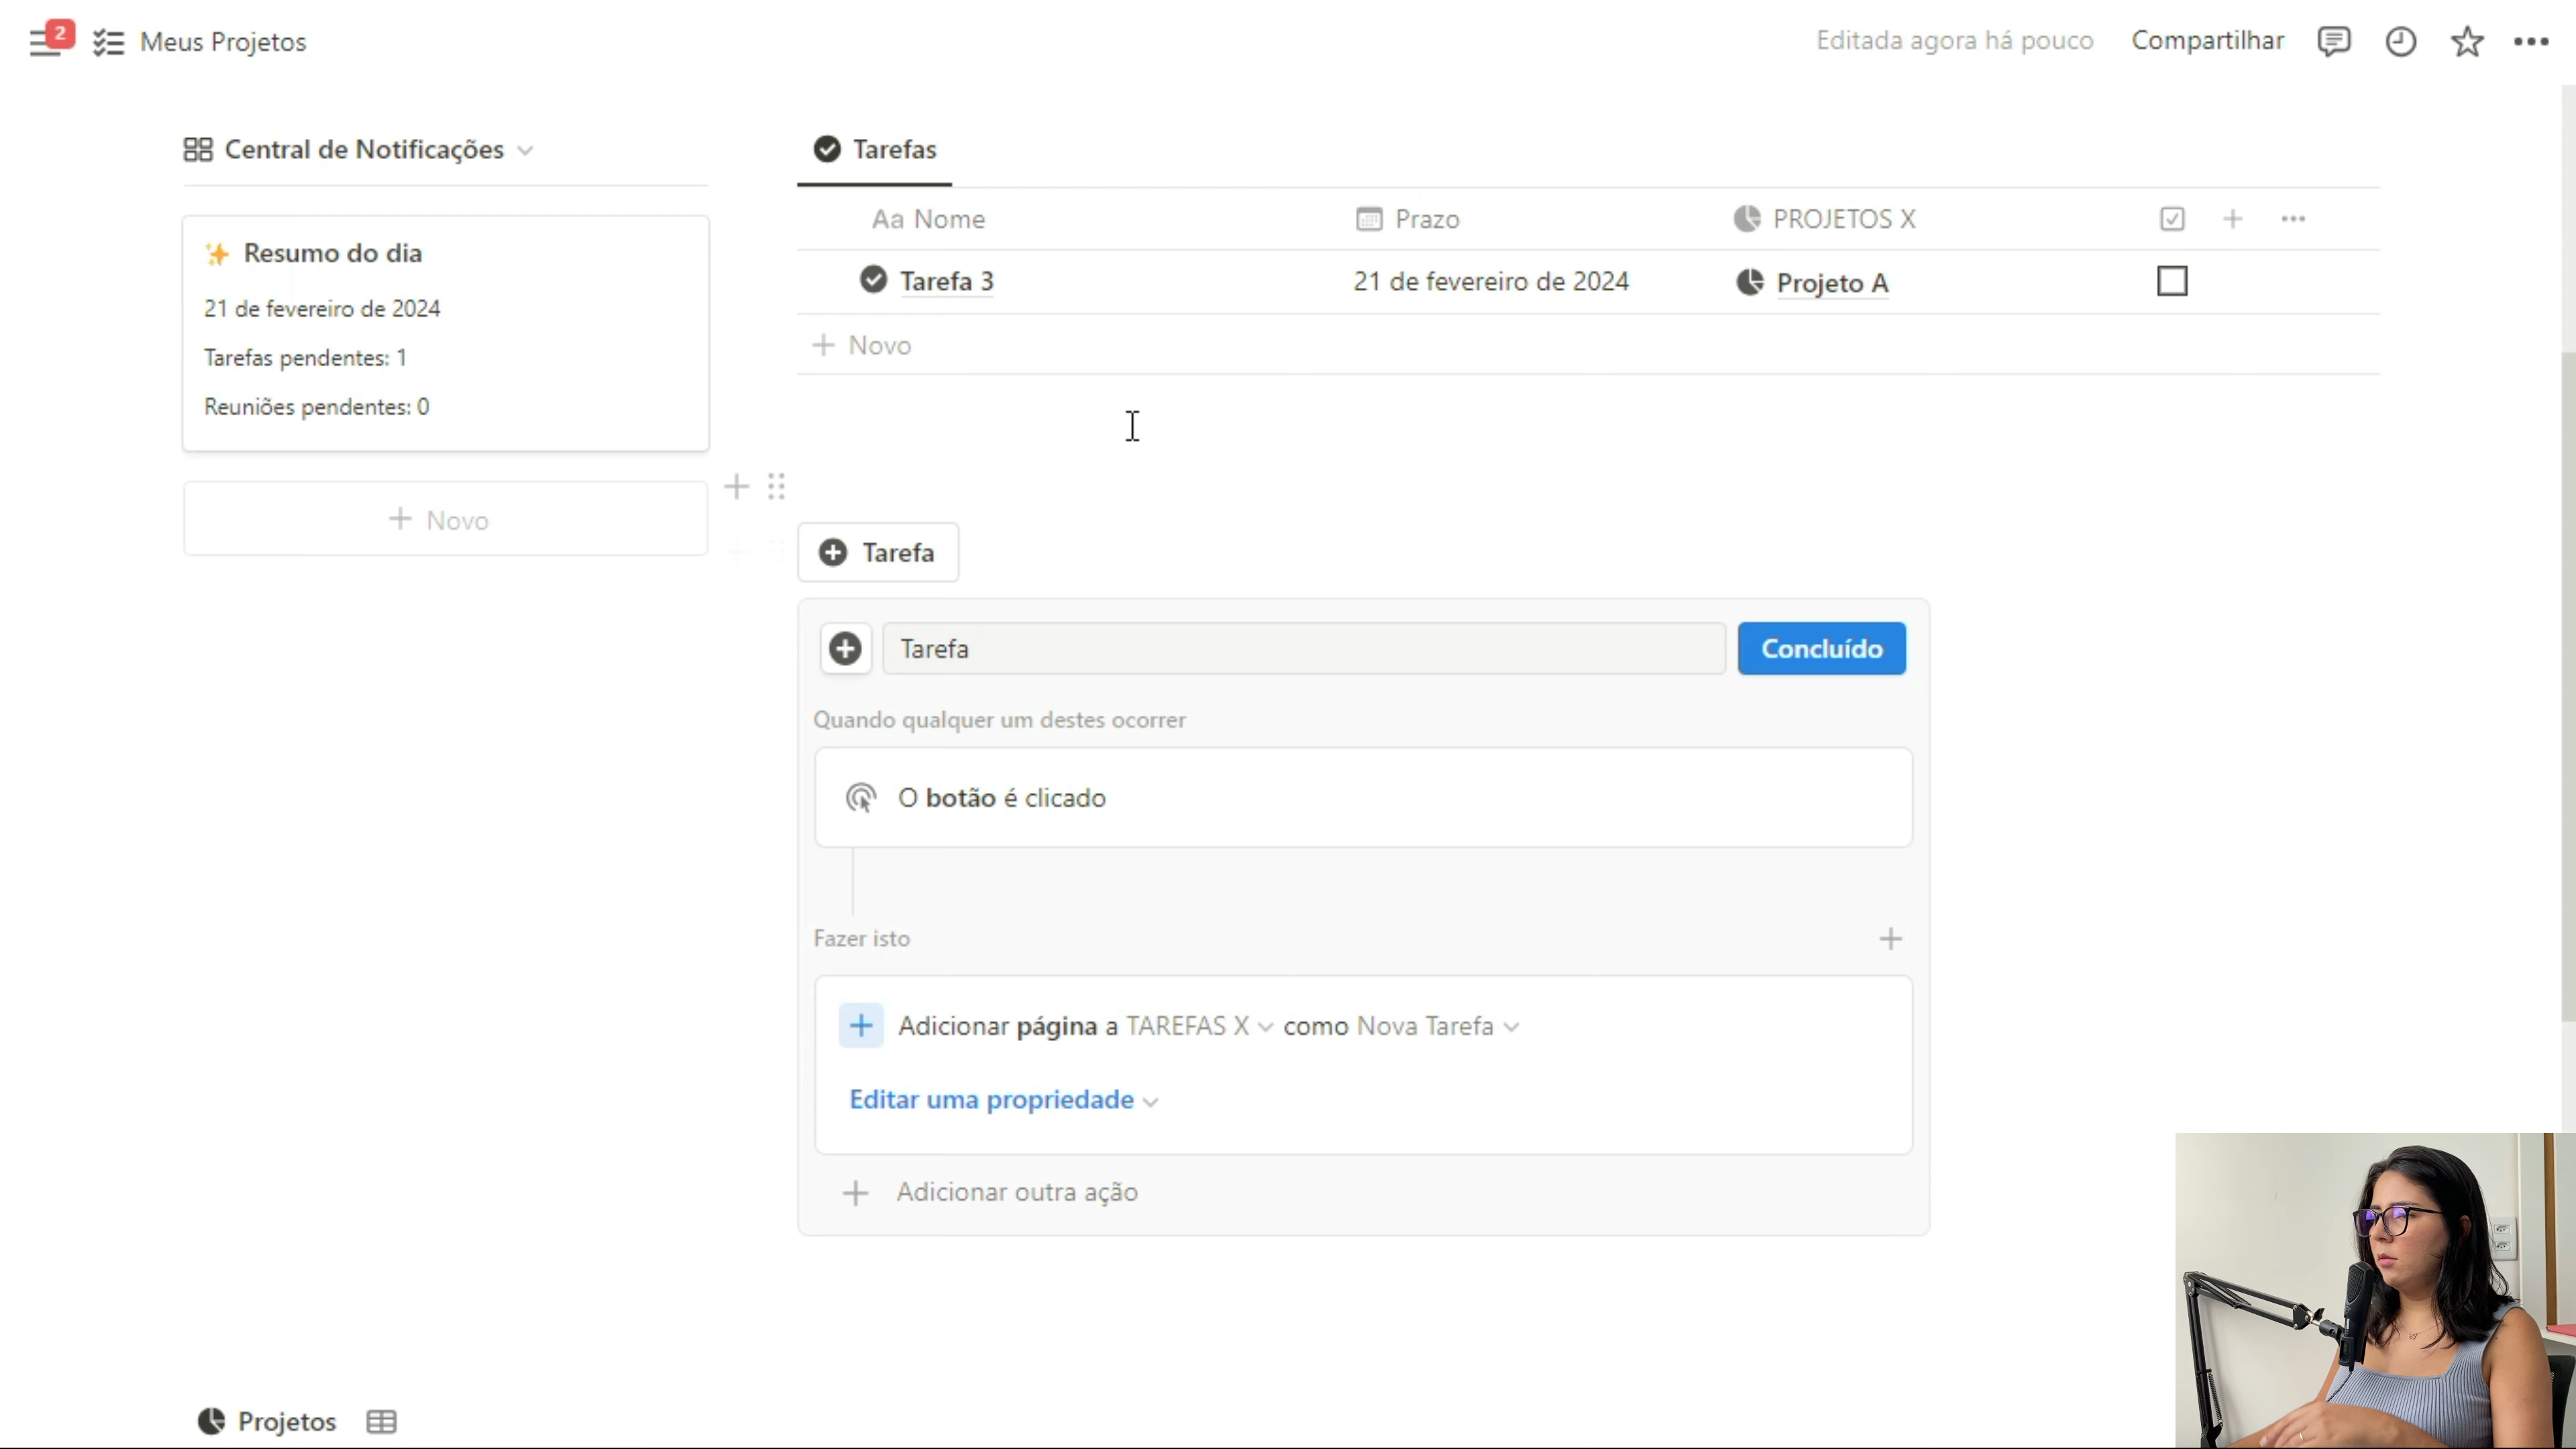 2
Meus Projetos
Editada agora há pouco
Compartilhar
Central de Notificações
Resumo do dia
21 de fevereiro de 2024
Tarefas pendentes: 1
Reuniões pendentes: 0
+ Novo
Tarefas
Aa Nome
Prazo
PROJETOS X
Tarefa 3
21 de fevereiro de 2024
Projeto A
+ Novo
Tarefa
Tarefa
Concluído
Quando qualquer um destes ocorrer
O botão é clicado
Fazer isto
Adicionar página a TAREFAS X como Nova Tarefa
Editar uma propriedade
+ Adicionar outra ação
Projetos